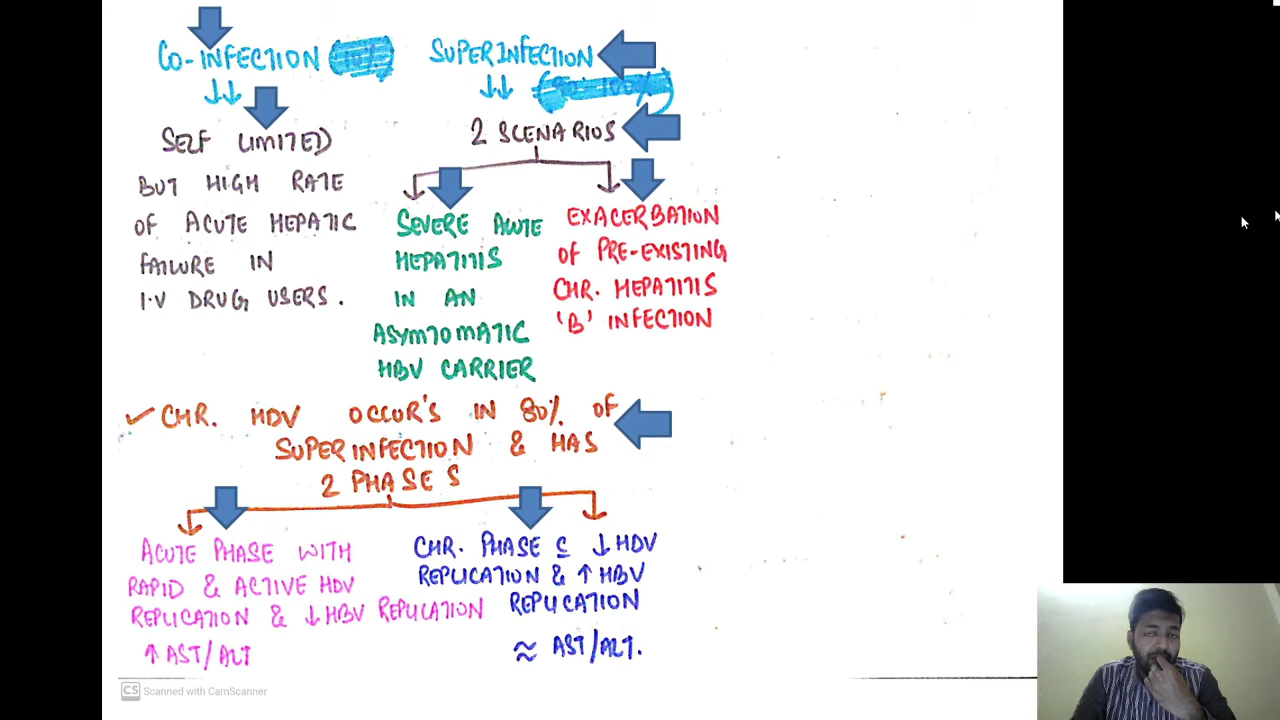 CO-INFECTION
SELF LIMITED
BUT HIGH RATE
OF ACUTE HEPATIC
FAILURE IN
I.V DRUG USERS.
SUPERINFECTION
2 SCENARIOS
SEVERE ACUTE
HEPATITIS
IN AN
ASYMTOMATIC
HBV CARRIER
EXACERBATION
OF PRE-EXISTING
CHR. HEPATITIS
'B' INFECTION
✓ CHR. HDV OCCUR'S IN 80% OF
SUPERINFECTION & HAS
2 PHASES
ACUTE PHASE WITH
RAPID & ACTIVE HDV
REPLICATION & ↓ HBV REPLICATION
↑ AST/ALT
CHR. PHASE C̄ ↓ HDV
REPLICATION & ↑ HBV
REPLICATION
≈ AST/ALT.
CS Scanned with CamScanner